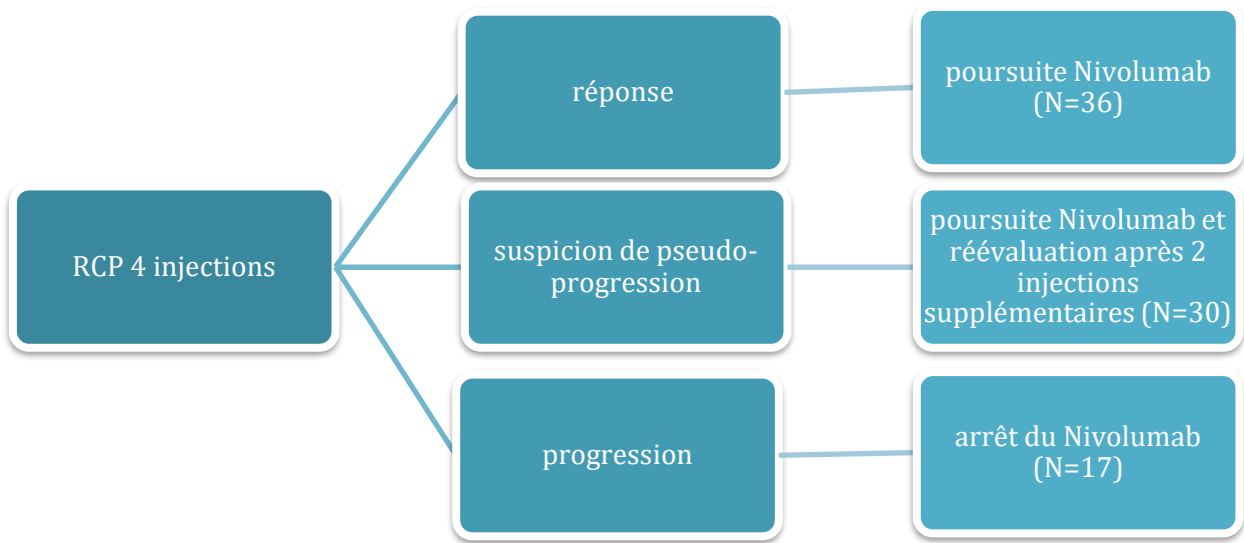 réponse
poursuite Nivolumab
(N=36)
RCP 4 injections
suspicion de pseudo-
progression
poursuite Nivolumab et
réévaluation après 2
injections
supplémentaires (N=30)
progression
arrêt du Nivolumab
(N=17)